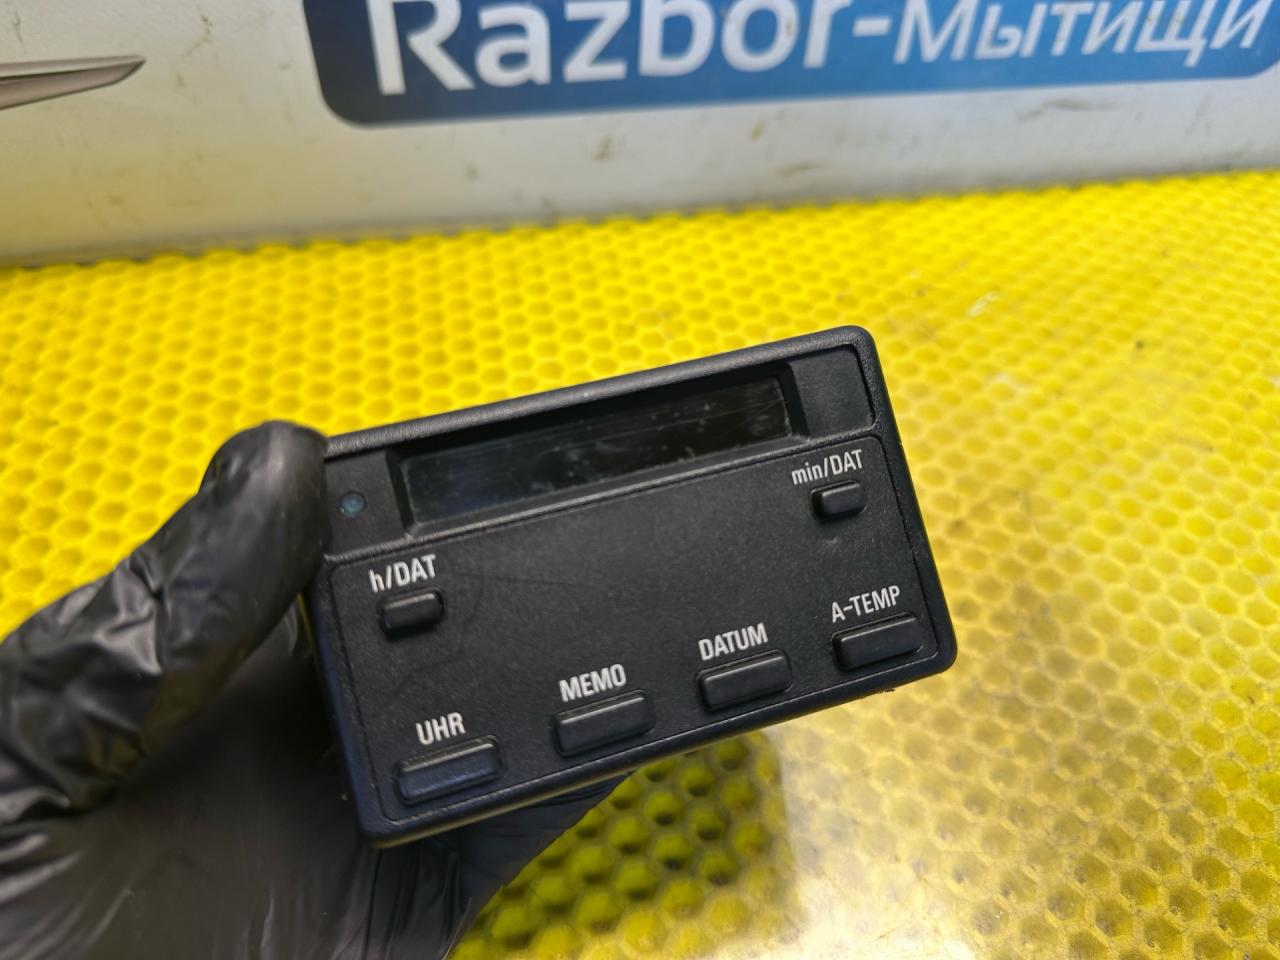 Razbor-Мытищи
min/DAT
h/DAT
A-TEMP
DATUM
MEMO
UHR